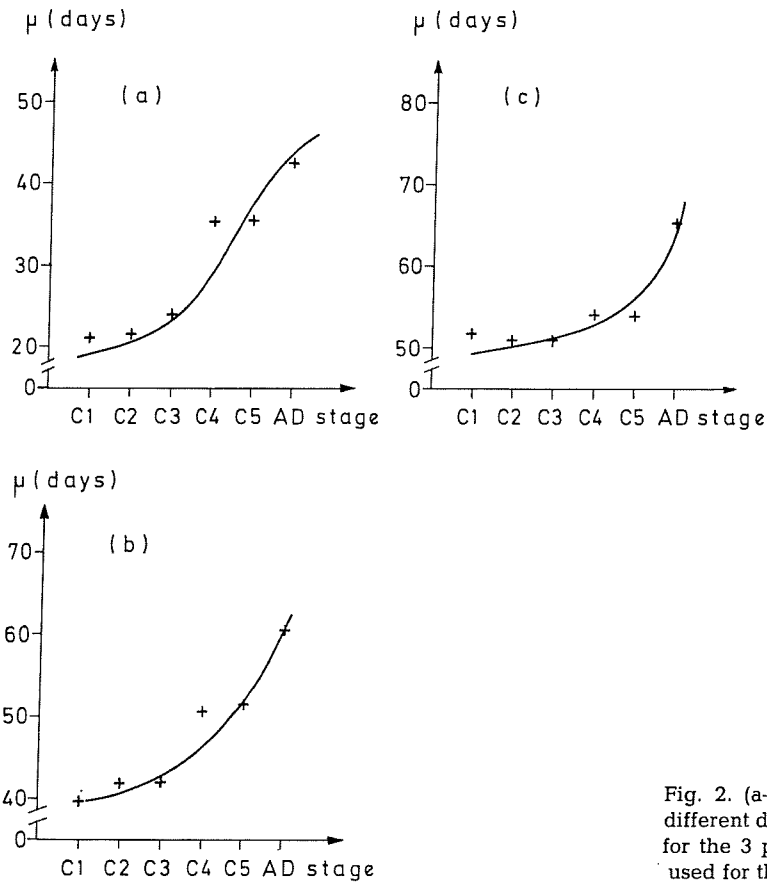 μ (days)
(a)
50
40
30
20
0
C1 C2 C3 C4 C5 AD stage
μ (days)
(c)
80
70
60
50
0
C1 C2 C3 C4 C5 AD stage
μ (days)
(b)
70
60
50
40
0
C1 C2 C3 C4 C5 AD stage
Fig. 2. (a-
different d
for the 3 p
used for th